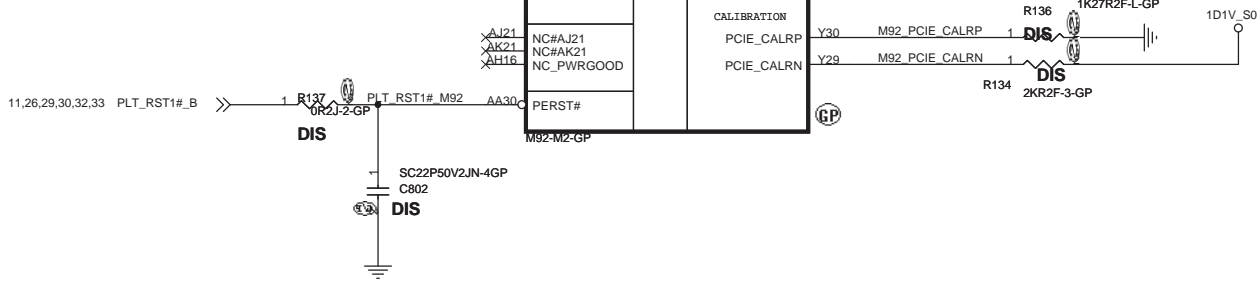 R136
1K27R2F-L-GP
CALIBRATION
1D1V_S0
AJ21
NC#AJ21
PCIE_CALRP
Y30
M92_PCIE_CALRP
1
DIS
AK21
NC#AK21
AH16
NC_PWRGOOD
PCIE_CALRN
Y29
M92_PCIE_CALRN
1
R134
DIS
2KR2F-3-GP
11,26,29,30,32,33
PLT_RST1#_B
1
R137
0R2J-2-GP
DIS
PLT_RST1#_M92
AA30
PERST#
GP
M92-M2-GP
1
SC22P50V2JN-4GP
C802
DIS